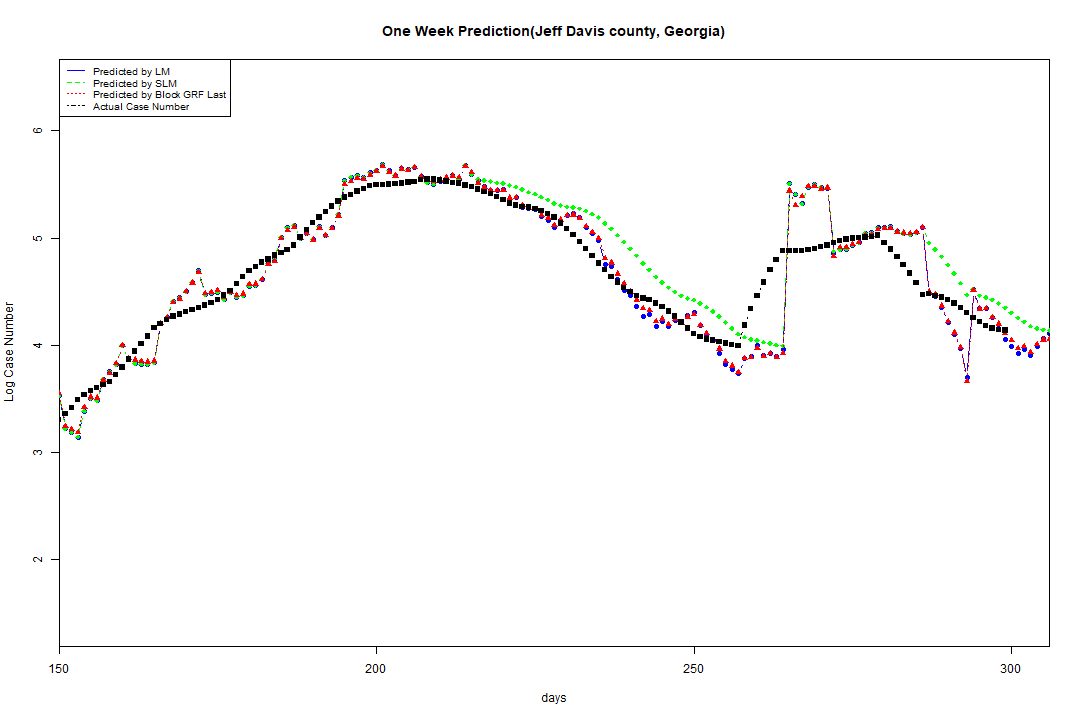 One Week Prediction(Jeff Davis county, Georgia)
Predicted by LM
Predicted by SLM
Predicted by Block GRF Last
Actual Case Number
6
5
4
3
2
Log Case Number
150 200 250 300
days